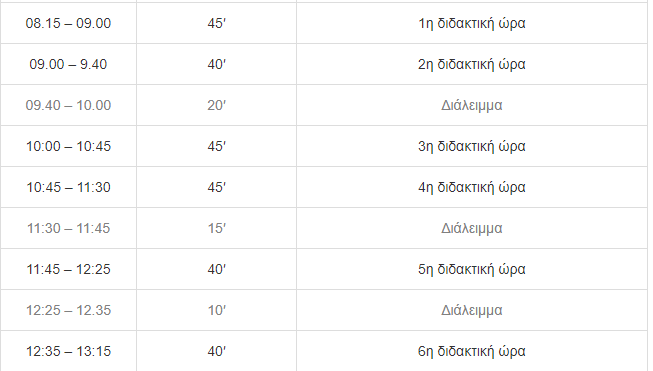 08.15 – 09.00 45′ 1η διδακτική ώρα
09.00 – 9.40 40′ 2η διδακτική ώρα
09.40 – 10.00 20′ Διάλειμμα
10:00 – 10:45 45′ 3η διδακτική ώρα
10:45 – 11:30 45′ 4η διδακτική ώρα
11:30 – 11:45 15′ Διάλειμμα
11:45 – 12:25 40′ 5η διδακτική ώρα
12:25 – 12.35 10′ Διάλειμμα
12:35 – 13:15 40′ 6η διδακτική ώρα